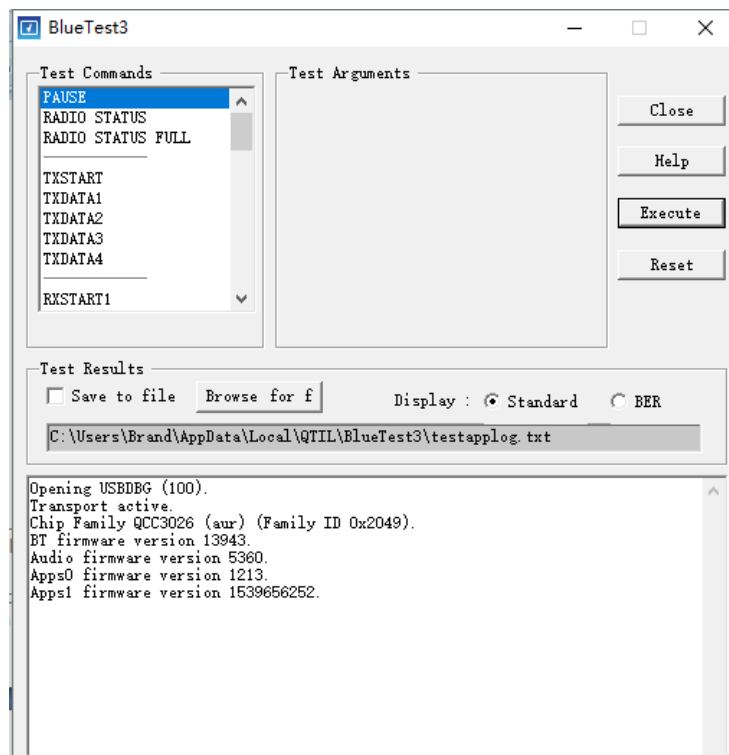 BlueTest3
Test Commands
PAUSE
RADIO STATUS
RADIO STATUS FULL
TXSTART
TXDATA1
TXDATA2
TXDATA3
TXDATA4
RXSTART1
Test Arguments
Close
Help
Execute
Reset
Test Results
Save to file
Browse for f
Display :
Standard
BER
C:\Users\Brand\AppData\Local\QTIL\BlueTest3\testapplog.txt
Opening USBDBG (100).
Transport active.
Chip Family QCC3026 (aur) (Family ID 0x2049).
BT firmware version 13943.
Audio firmware version 5360.
Apps0 firmware version 1213.
Apps1 firmware version 1539656252.